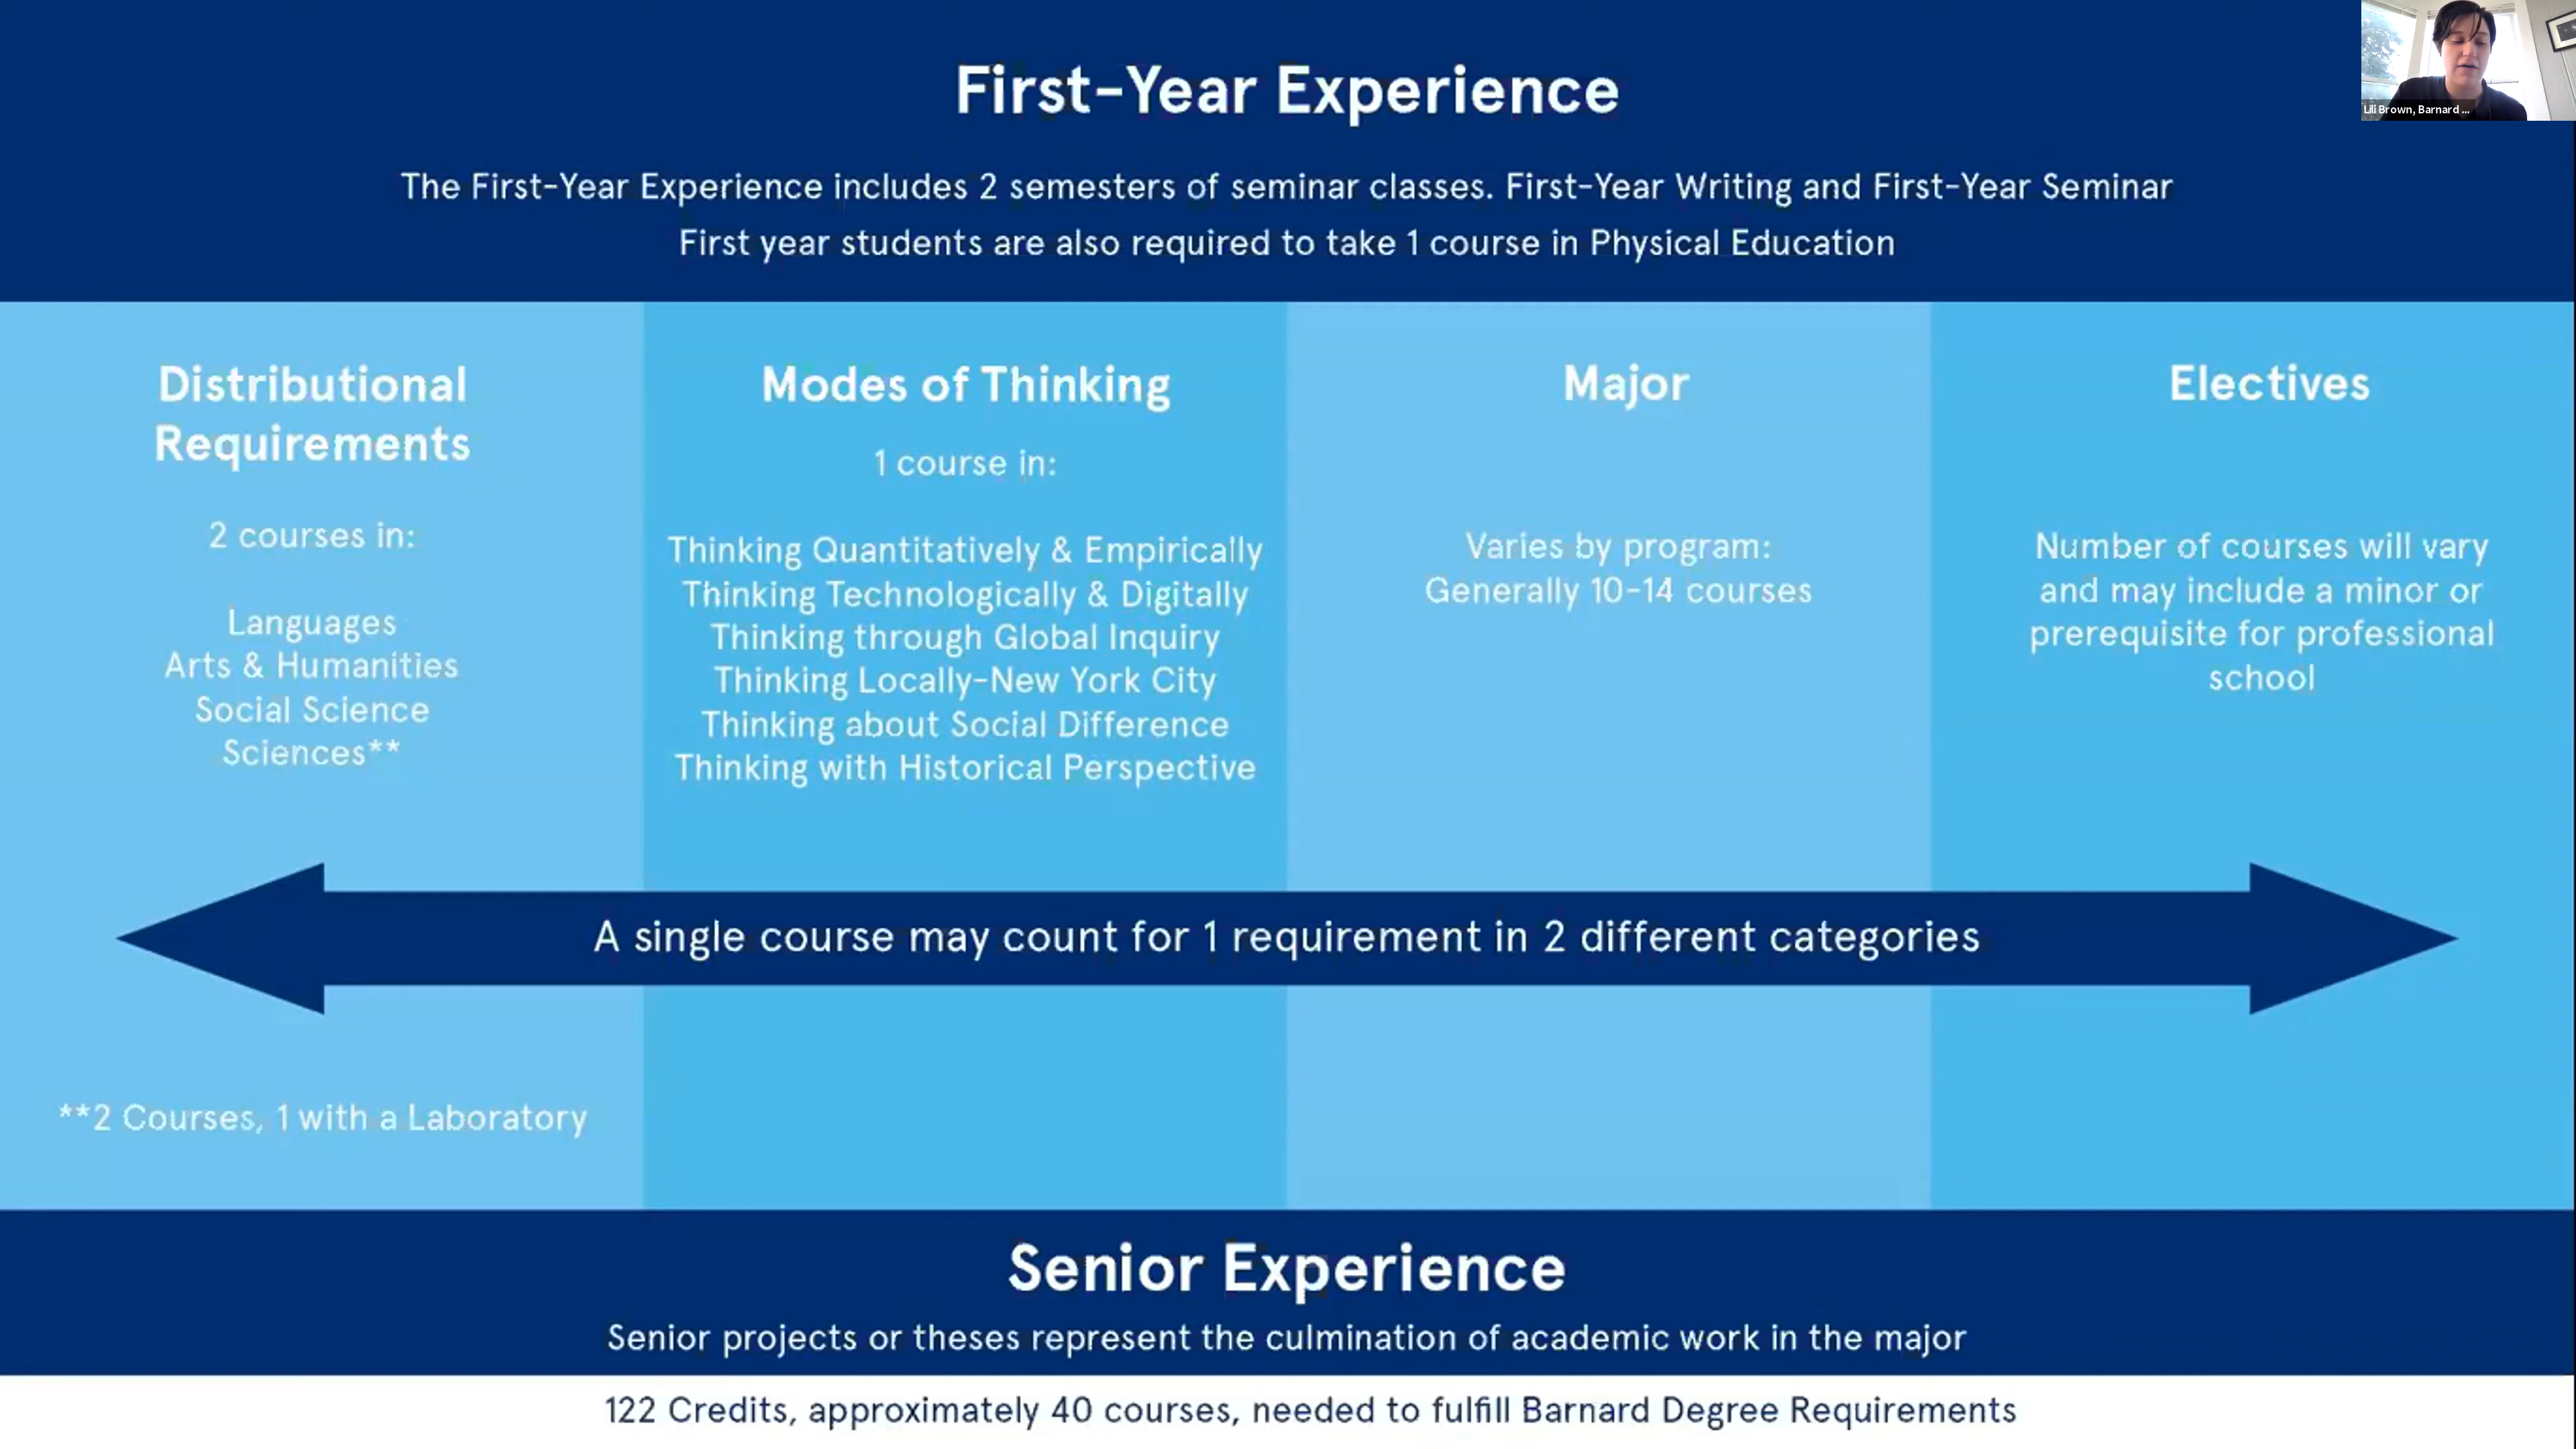 First-Year Experience
The First-Year Experience includes 2 semesters of seminar classes. First-Year Writing and First-Year Seminar
First year students are also required to take 1 course in Physical Education
Lili Brown, Barnard ...
Distributional
Requirements
2 courses in:
Languages
Arts & Humanities
Social Science
Sciences**
**2 Courses, 1 with a Laboratory
Modes of Thinking
1 course in:
Thinking Quantitatively & Empirically
Thinking Technologically & Digitally
Thinking through Global Inquiry
Thinking Locally-New York City
Thinking about Social Difference
Thinking with Historical Perspective
Major
Varies by program:
Generally 10-14 courses
Electives
Number of courses will vary
and may include a minor or
prerequisite for professional
school
A single course may count for 1 requirement in 2 different categories
Senior Experience
Senior projects or theses represent the culmination of academic work in the major
122 Credits, approximately 40 courses, needed to fulfill Barnard Degree Requirements